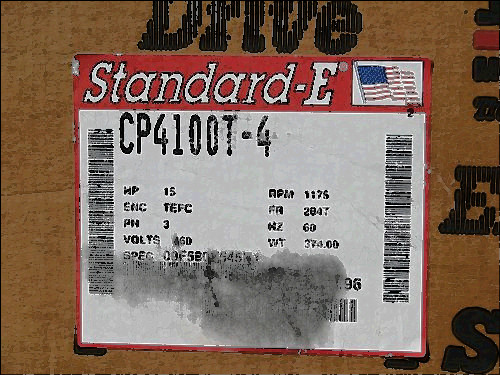 Standard-E®
CP4100T-4
HP 15 RPM 1175
ENC TEFC FR 284T
PH 3 HZ 60
VOLTS 460 WT 374.00
SPEC
.96